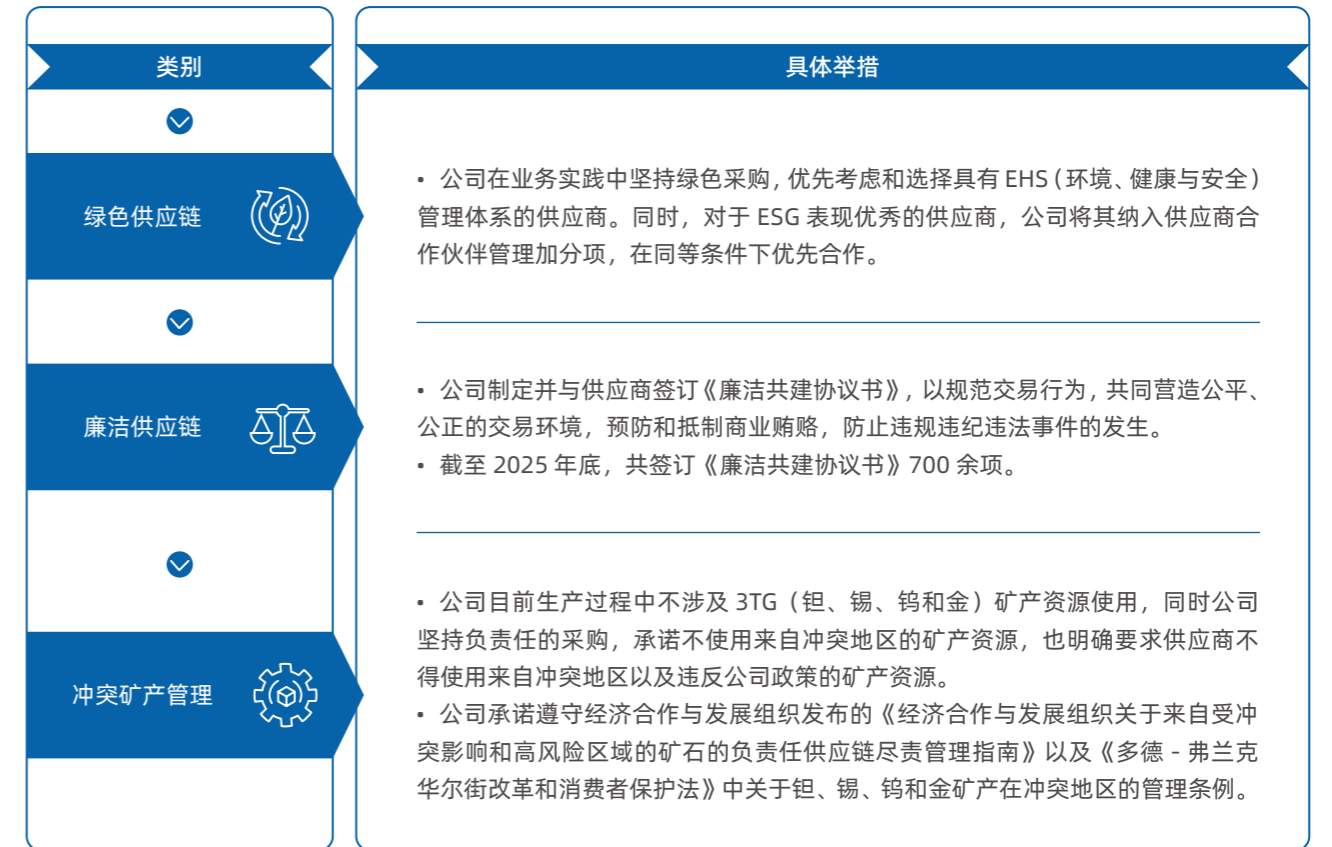 类别
具体举措
绿色供应链
• 公司在业务实践中坚持绿色采购，优先考虑和选择具有 EHS（环境、健康与安全）
管理体系的供应商。同时，对于 ESG 表现优秀的供应商，公司将其纳入供应商合
作伙伴管理加分项，在同等条件下优先合作。
廉洁供应链
• 公司制定并与供应商签订《廉洁共建协议书》，以规范交易行为，共同营造公平、
公正的交易环境，预防和抵制商业贿赂，防止违规违纪违法事件的发生。
• 截至 2025 年底，共签订《廉洁共建协议书》700 余项。
冲突矿产管理
• 公司目前生产过程中不涉及 3TG（钽、锡、钨和金）矿产资源使用，同时公司
坚持负责任的采购，承诺不使用来自冲突地区的矿产资源，也明确要求供应商不
得使用来自冲突地区以及违反公司政策的矿产资源。
• 公司承诺遵守经济合作与发展组织发布的《经济合作与发展组织关于来自受冲
突影响和高风险区域的矿石的负责任供应链尽责管理指南》以及《多德 - 弗兰克
华尔街改革和消费者保护法》中关于钽、锡、钨和金矿产在冲突地区的管理条例。